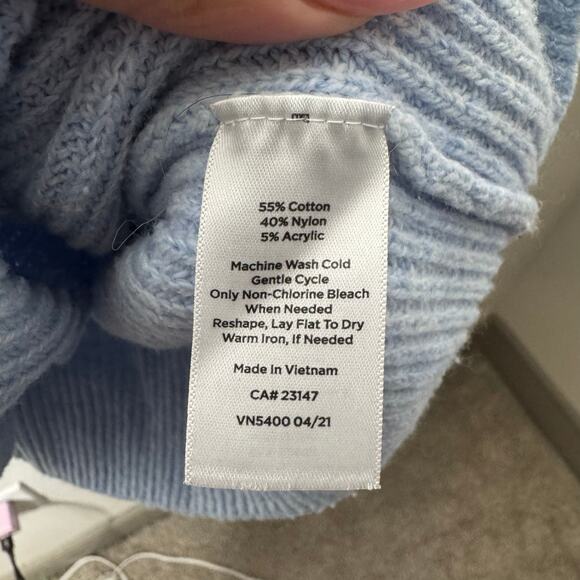 55% Cotton
40% Nylon
5% Acrylic
Machine Wash Cold
Gentle Cycle
Only Non-Chlorine Bleach
When Needed
Reshape, Lay Flat To Dry
Warm Iron, If Needed
Made In Vietnam
CA# 23147
VN5400 04/21